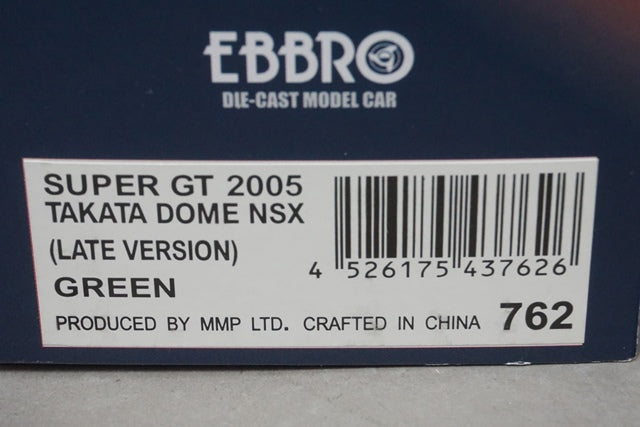 EBBRO
DIE-CAST MODEL CAR
SUPER GT 2005
TAKATA DOME NSX
(LATE VERSION)
GREEN
4 526175 437626
PRODUCED BY MMP LTD. CRAFTED IN CHINA 762